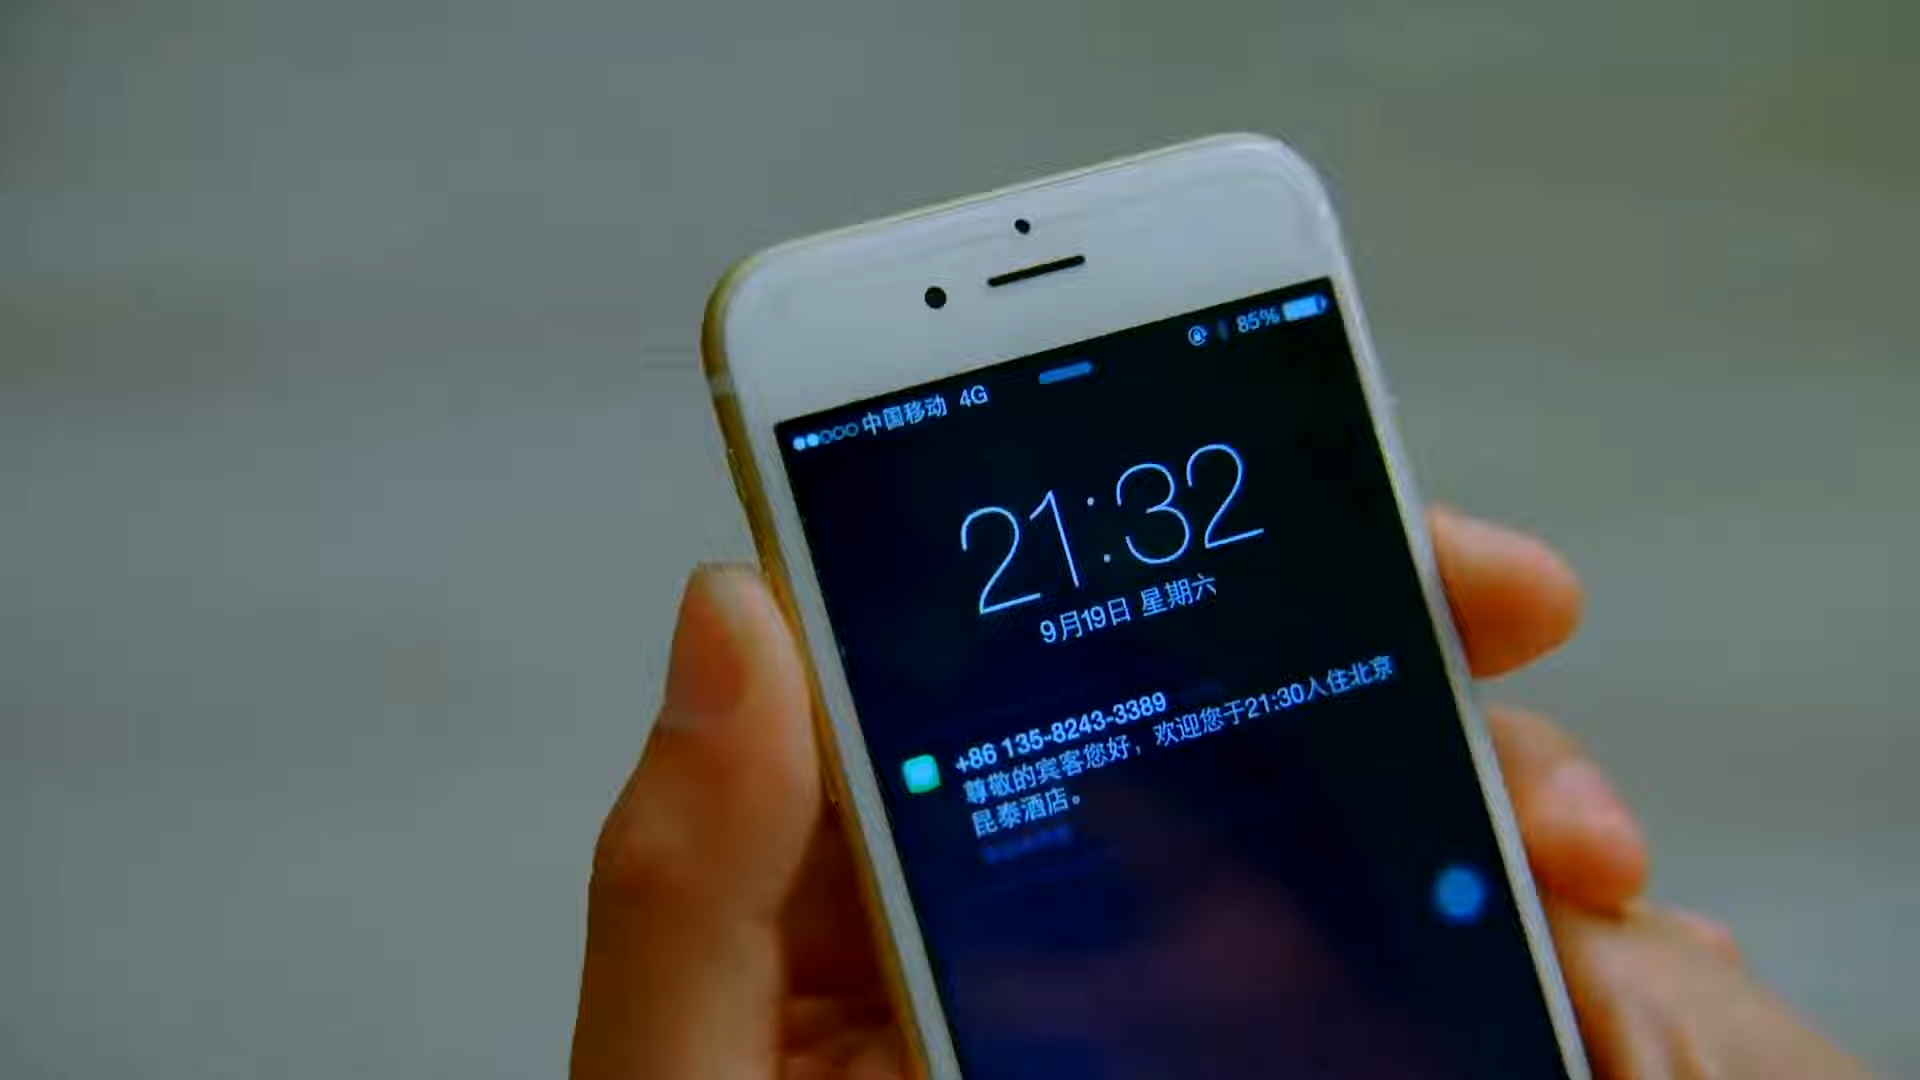 中国移动 4G
85%
21:32
9月19日 星期六
+86 135-8243-3389
尊敬的宾客您好，欢迎您于21:30入住北京
昆泰酒店。